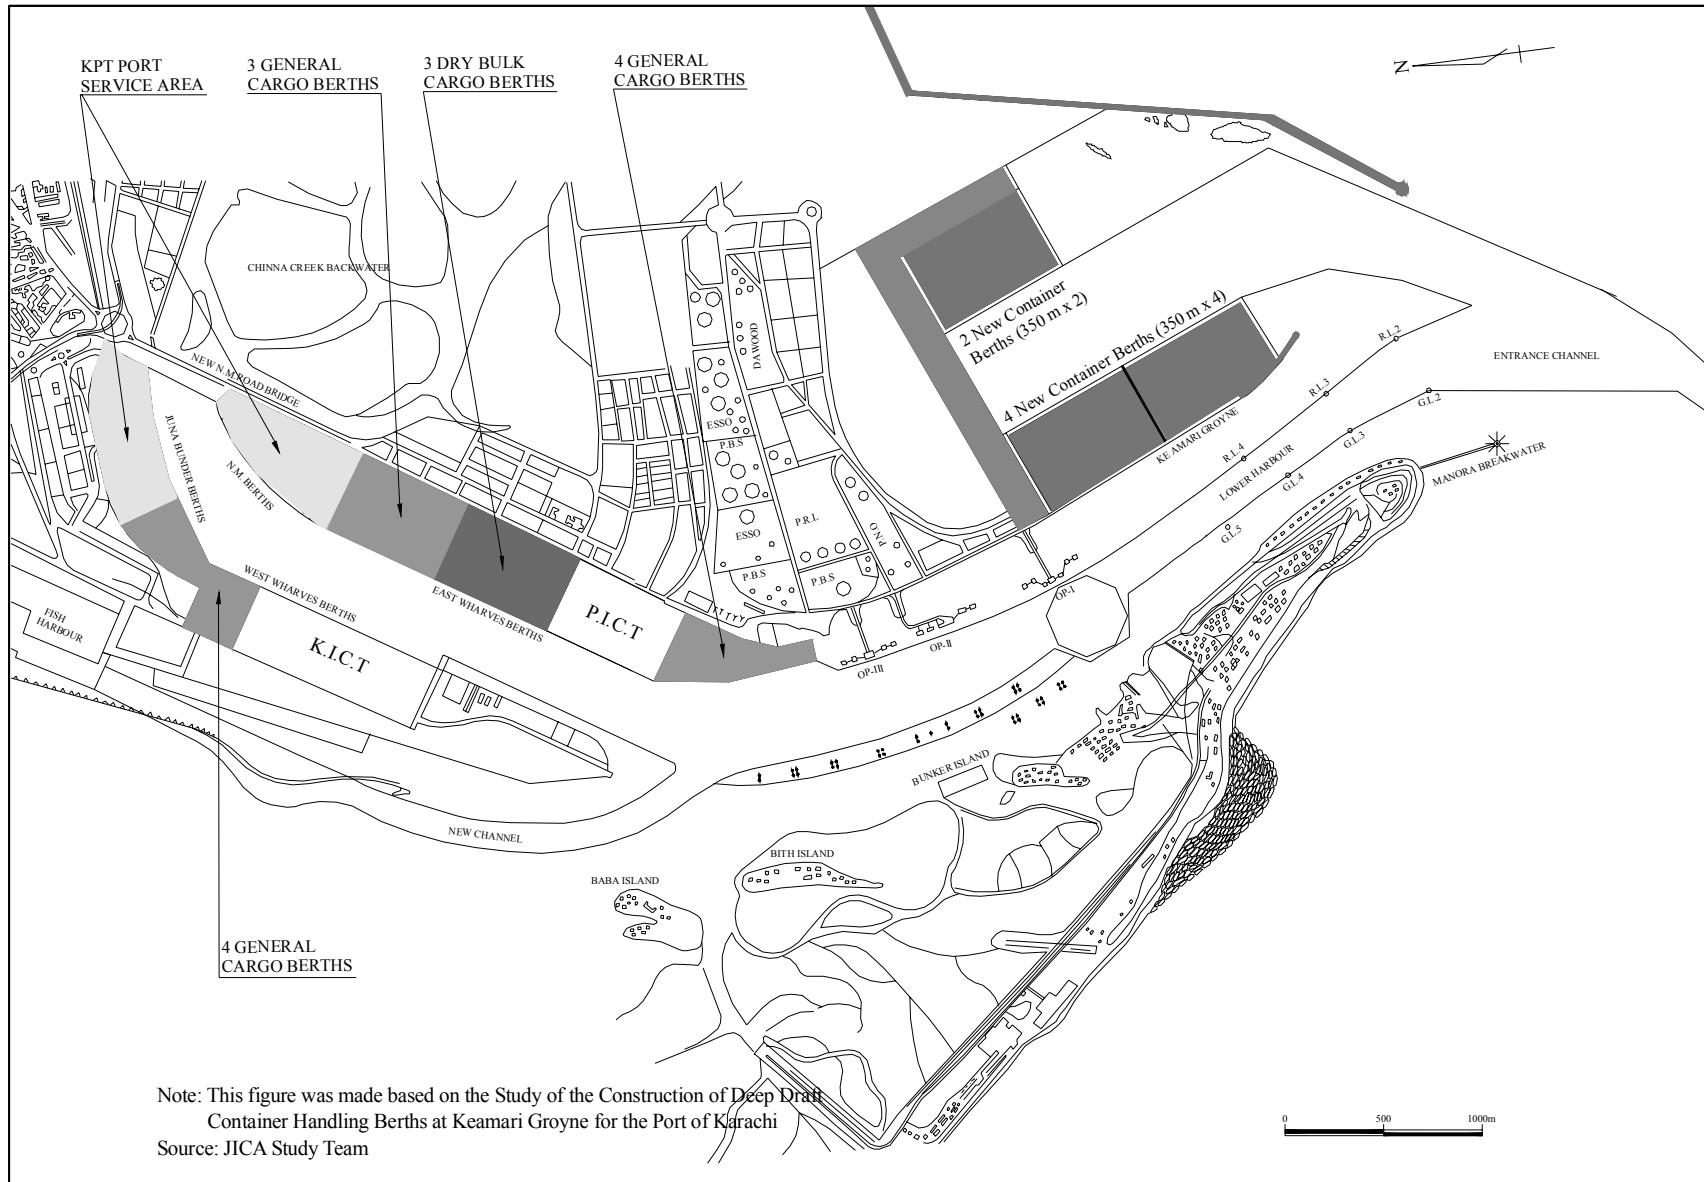 KPT PORT
SERVICE AREA
3 GENERAL
CARGO BERTHS
3 DRY BULK
CARGO BERTHS
4 GENERAL
CARGO BERTHS
N
CHINNA CREEK BACKWATER
NEW N.M.ROAD BRIDGE
JUNA BUNDER BERTHS
N.M. BERTHS
WEST WHARVES BERTHS
EAST WHARVES BERTHS
FISH
HARBOUR
K.I.C.T
P.I.C.T
DAWOOD
ESSO
P.B.S
ESSO
P.R.L
P.N.O
P.B.S
P.B.S
2 New Container
Berths (350 m x 2)
4 New Container Berths (350 m x 4)
KEAMARI GROYNE
R.L.2
R.L.3
R.L.4
LOWER HARBOUR
G.L.2
G.L.3
G.L.4
G.L.5
ENTRANCE CHANNEL
MANORA BREAKWATER
OP-I
OP-II
OP-III
BUNKER ISLAND
NEW CHANNEL
BITH ISLAND
BABA ISLAND
4 GENERAL
CARGO BERTHS
Note: This figure was made based on the Study of the Construction of Deep Draft
Container Handling Berths at Keamari Groyne for the Port of Karachi
Source: JICA Study Team
0 500 1000m